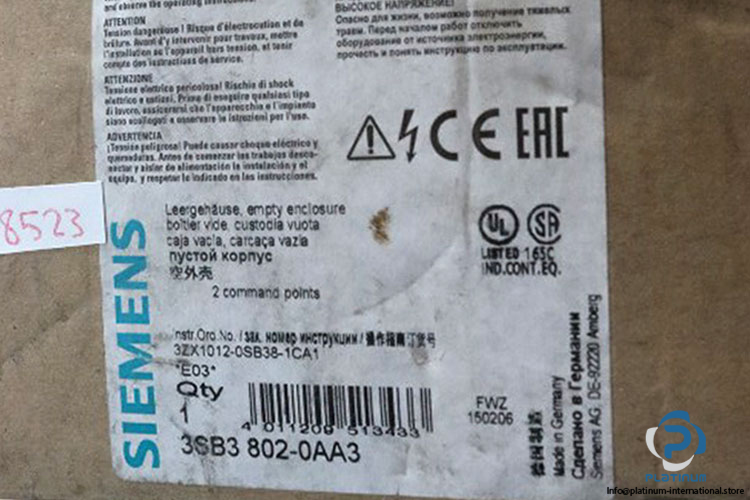 and observe the operating instructions.
ATTENTION
Tension dangereuse ! Risque d'électrocution et de
brûlure. Avant d'intervenir pour travaux, mettre
l'installation et l'appareil hors tension, et tenir
compte des instructions de service.
ATTENZIONE
Tensione elettrica pericolosa! Rischio di shock
elettrico e ustioni. Prima di eseguire qualsiasi tipo
di lavoro, assicurarsi che l'apparecchio e l'impianto
siano scollegati e osservare le istruzioni per l'uso.
ADVERTENCIA
¡Tensión peligrosa! Puede causar choque eléctrico y
quemaduras. Antes de comenzar los trabajos desco-
nectar y aislar de alimentación la instalación y el
equipo, y respetar lo indicado en las instrucciones.
ВЫСОКОЕ НАПРЯЖЕНИЕ!
Опасно для жизни, возможно получение тяжелых
травм. Перед началом работ отключить
оборудование от источника электроэнергии,
прочесть и понять инструкцию по эксплуатации.
CE EAC
8523
SIEMENS
Leergehäuse, empty enclosure
boîtier vide, custodia vuota
caja vacía, carcaça vazia
пустой корпус
空外壳
2 command points
UL SA
LISTED 165C
IND.CONT.EQ.
Instr.Ord.No. / зак. номер инструкции / 操作指南订货号
3ZX1012-0SB38-1CA1
*E03*
Qty
1
4 011209 513433
3SB3 802-0AA3
FWZ
150206
德国制造
Made in Germany
Сделано в Германии
Siemens AG, DE-92220 Amberg
PLATINUM
Info@platinum-international.store